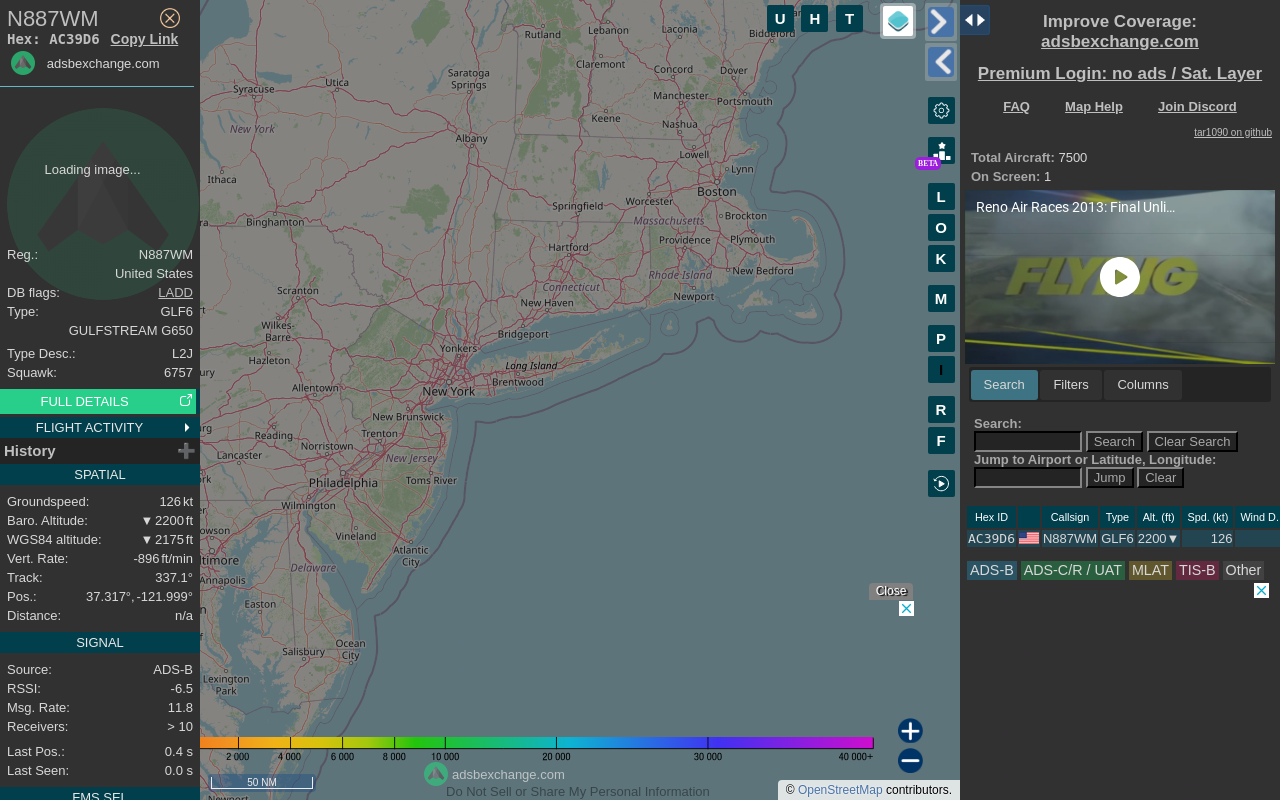 N887WM
Hex: AC39D6 Copy Link
adsbexchange.com
Loading image...
Reg.: N887WM
United States
DB flags: LADD
Type: GLF6
GULFSTREAM G650
Type Desc.: L2J
Squawk: 6757
FULL DETAILS
FLIGHT ACTIVITY
History
SPATIAL
Groundspeed: 126 kt
Baro. Altitude: ▼ 2200 ft
WGS84 altitude: ▼ 2175 ft
Vert. Rate: -896 ft/min
Track: 337.1°
Pos.: 37.317°, -121.999°
Distance: n/a
SIGNAL
Source: ADS-B
RSSI: -6.5
Msg. Rate: 11.8
Receivers: > 10
Last Pos.: 0.4 s
Last Seen: 0.0 s
FMS SEL
U H T
Rutland
Lebanon
Laconia
Biddeford
Claremont
Utica
Saratoga
Springs
Concord
Dover
Syracuse
Manchester
Portsmouth
Keene
Nashua
New York
Albany
Lowell
Lynn
Ithaca
Boston
Worcester
Springfield
Massachusetts
Brockton
Binghamton
Hartford
Providence
Plymouth
Rhode Island
New Bedford
Connecticut
Scranton
New Haven
Newport
Wilkes-
Barre
Bridgeport
Yonkers
Hazleton
Long Island
Brentwood
Allentown
New York
New Brunswick
Reading
Trenton
Norristown
Lancaster
New Jersey
Toms River
Philadelphia
Wilmington
Vineland
Atlantic
City
Delaware
Annapolis
Easton
Ocean
City
Salisbury
Lexington
Park
BETA
L
O
K
M
P
I
R
F
Close
2 000 4 000 6 000 8 000 10 000 20 000 30 000 40 000+
50 NM
adsbexchange.com
Do Not Sell or Share My Personal Information
© OpenStreetMap contributors.
Improve Coverage:
adsbexchange.com
Premium Login: no ads / Sat. Layer
FAQ Map Help Join Discord
tar1090 on github
Total Aircraft: 7500
On Screen: 1
Reno Air Races 2013: Final Unli...
FLYING
Search Filters Columns
Search:
Search Clear Search
Jump to Airport or Latitude, Longitude:
Jump Clear
Hex ID Callsign Type Alt. (ft) Spd. (kt) Wind D.
AC39D6 N887WM GLF6 2200▼ 126
ADS-B ADS-C/R / UAT MLAT TIS-B Other